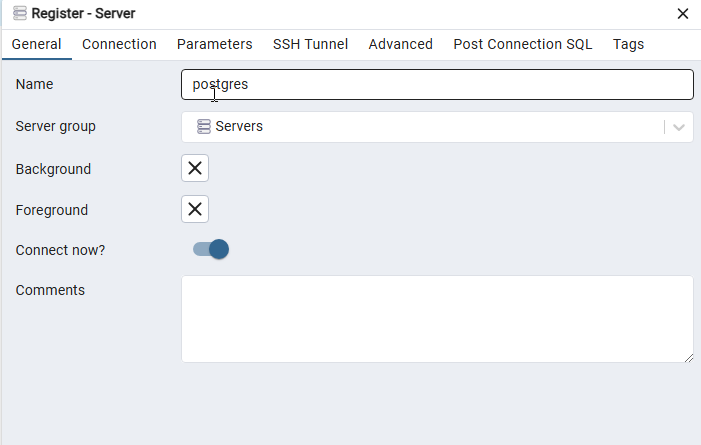 Register - Server
General Connection Parameters SSH Tunnel Advanced Post Connection SQL Tags
Name postgres
Server group Servers
Background
Foreground
Connect now?
Comments